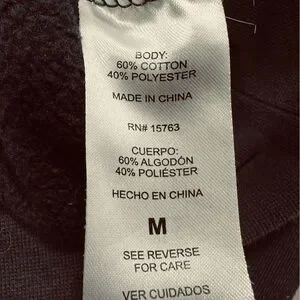 BODY:
60% COTTON
40% POLYESTER
MADE IN CHINA
RN# 15763
CUERPO:
60% ALGODÓN
40% POLIÉSTER
HECHO EN CHINA
M
SEE REVERSE
FOR CARE
VER CUIDADOS